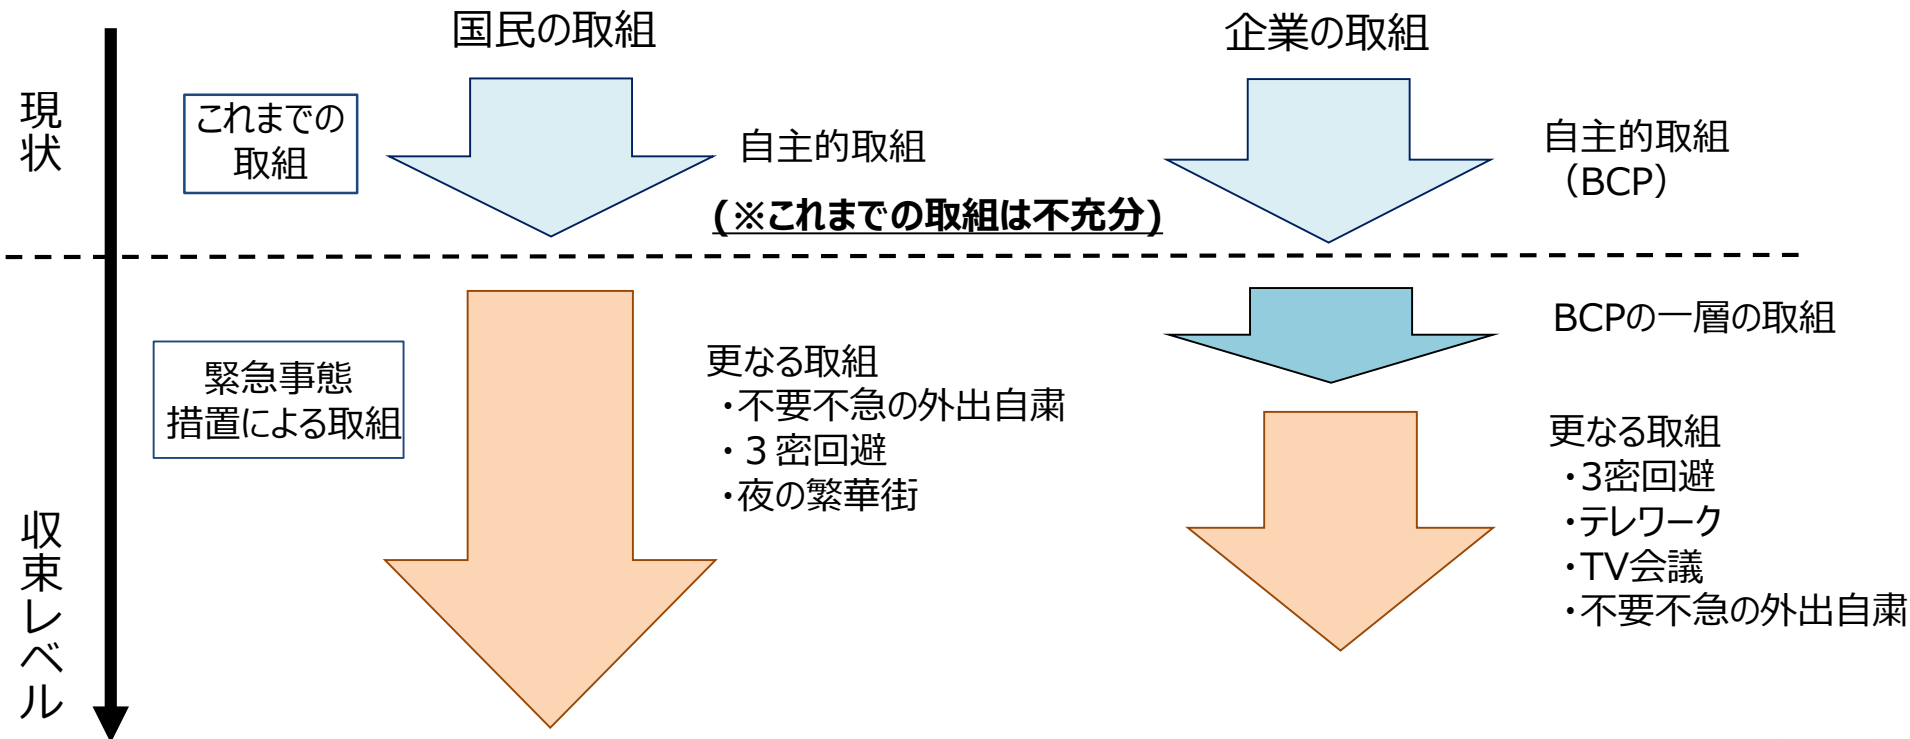 国民の取組
企業の取組
現状
これまでの
取組
自主的取組
自主的取組
（BCP）
(※これまでの取組は不充分)
緊急事態
措置による取組
更なる取組
・不要不急の外出自粛
・３密回避
・夜の繁華街
BCPの一層の取組
更なる取組
・3密回避
・テレワーク
・TV会議
・不要不急の外出自粛
収束レベル